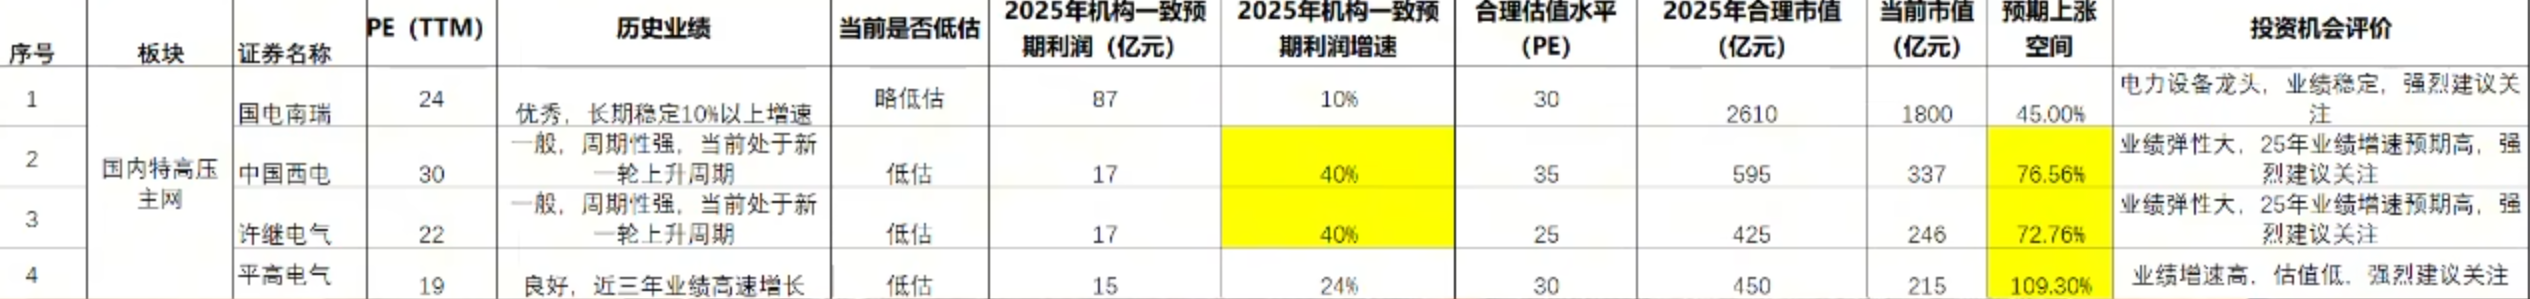 序号 板块 证券名称 PE（TTM） 历史业绩 当前是否低估 2025年机构一致预 2025年机构一致预 合理估值水平 2025年合理市值 当前市值 预期上涨 投资机会评价
期利润（亿元） 期利润增速 （PE） （亿元） （亿元） 空间
1 国电南瑞 24 优秀，长期稳定10%以上增速 略低估 87 10% 30 2610 1800 45.00% 电力设备龙头，业绩稳定，强烈建议关
注
国内特高压
主网
2 中国西电 30 一般，周期性强，当前处于新 低估 17 40% 35 595 337 76.56% 业绩弹性大，25年业绩增速预期高，强
一轮上升周期 烈建议关注
3 许继电气 22 一般，周期性强，当前处于新 低估 17 40% 25 425 246 72.76% 业绩弹性大，25年业绩增速预期高，强
一轮上升周期 烈建议关注
4 平高电气 19 良好，近三年业绩高速增长 低估 15 24% 30 450 215 109.30% 业绩增速高，估值低，强烈建议关注